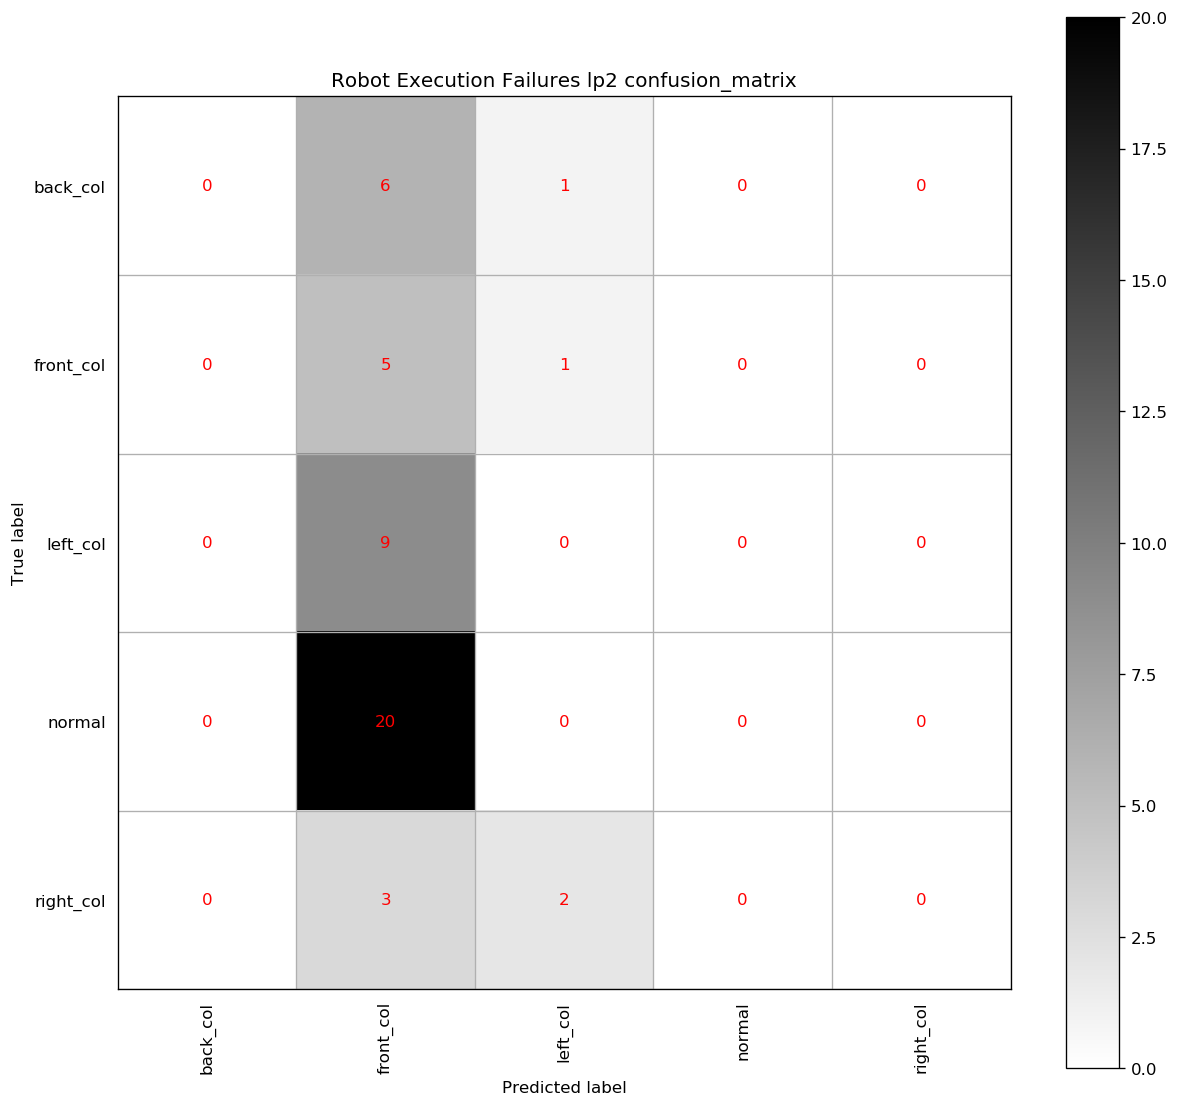 Robot Execution Failures lp2 confusion_matrix
True label
back_col 0 6 1 0 0
front_col 0 5 1 0 0
left_col 0 9 0 0 0
normal 0 20 0 0 0
right_col 0 3 2 0 0
back_col front_col left_col normal right_col
Predicted label
20.0
17.5
15.0
12.5
10.0
7.5
5.0
2.5
0.0